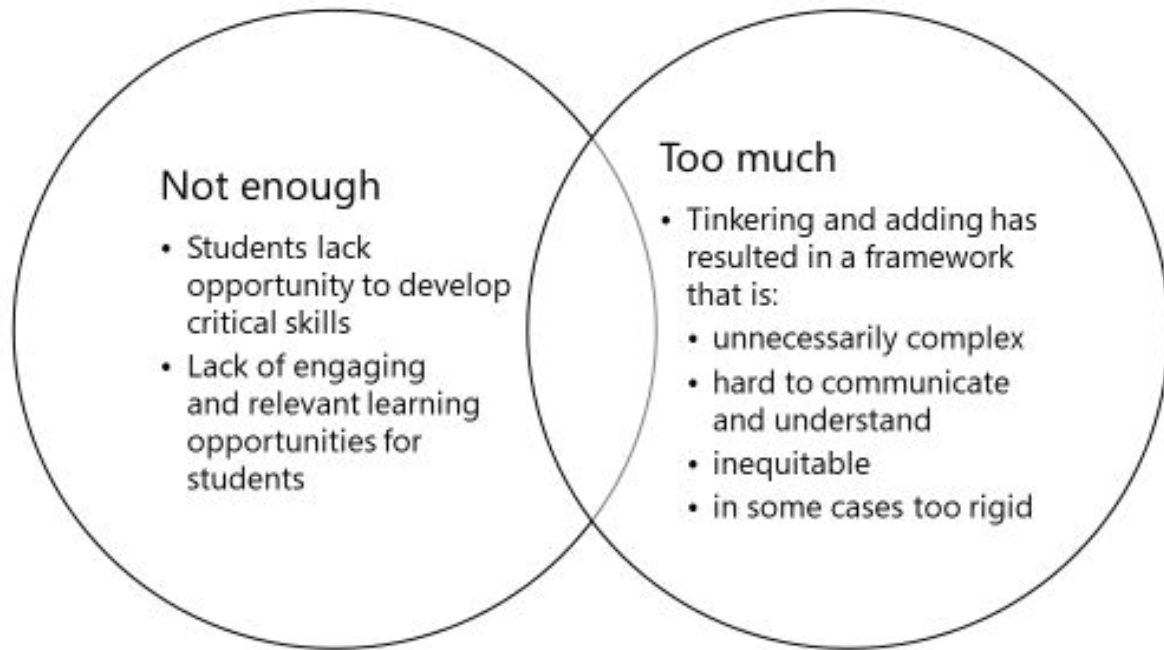 Not enough
• Students lack
opportunity to develop
critical skills
• Lack of engaging
and relevant learning
opportunities for
students
Too much
• Tinkering and adding has
resulted in a framework
that is:
• unnecessarily complex
• hard to communicate
and understand
• inequitable
• in some cases too rigid